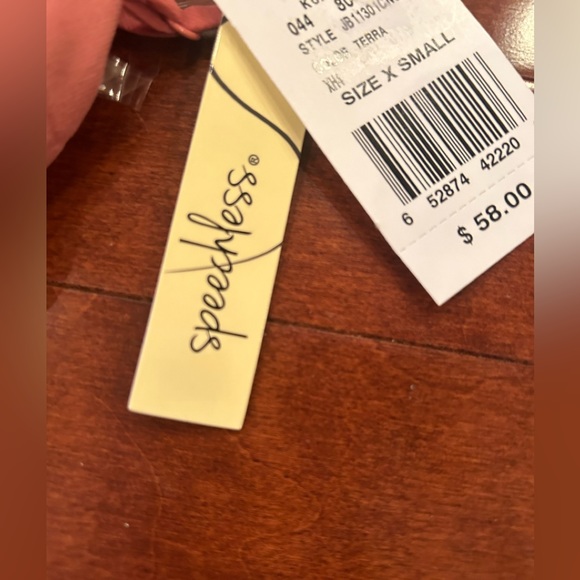 044
STYLE
TERRA
SIZE X SMALL
6 52874 42220
$ 58.00
speechless®